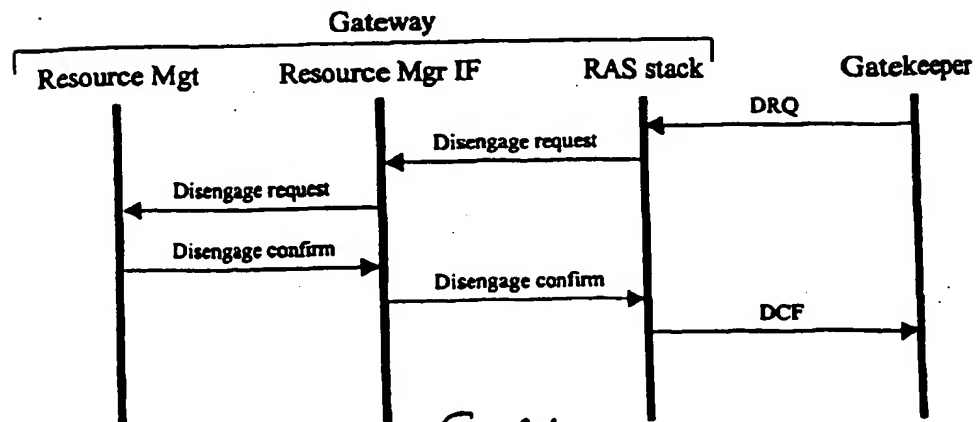 Gateway
Resource Mgt Resource Mgr IF RAS stack Gatekeeper
DRQ
Disengage request
Disengage request
Disengage confirm
Disengage confirm
DCF